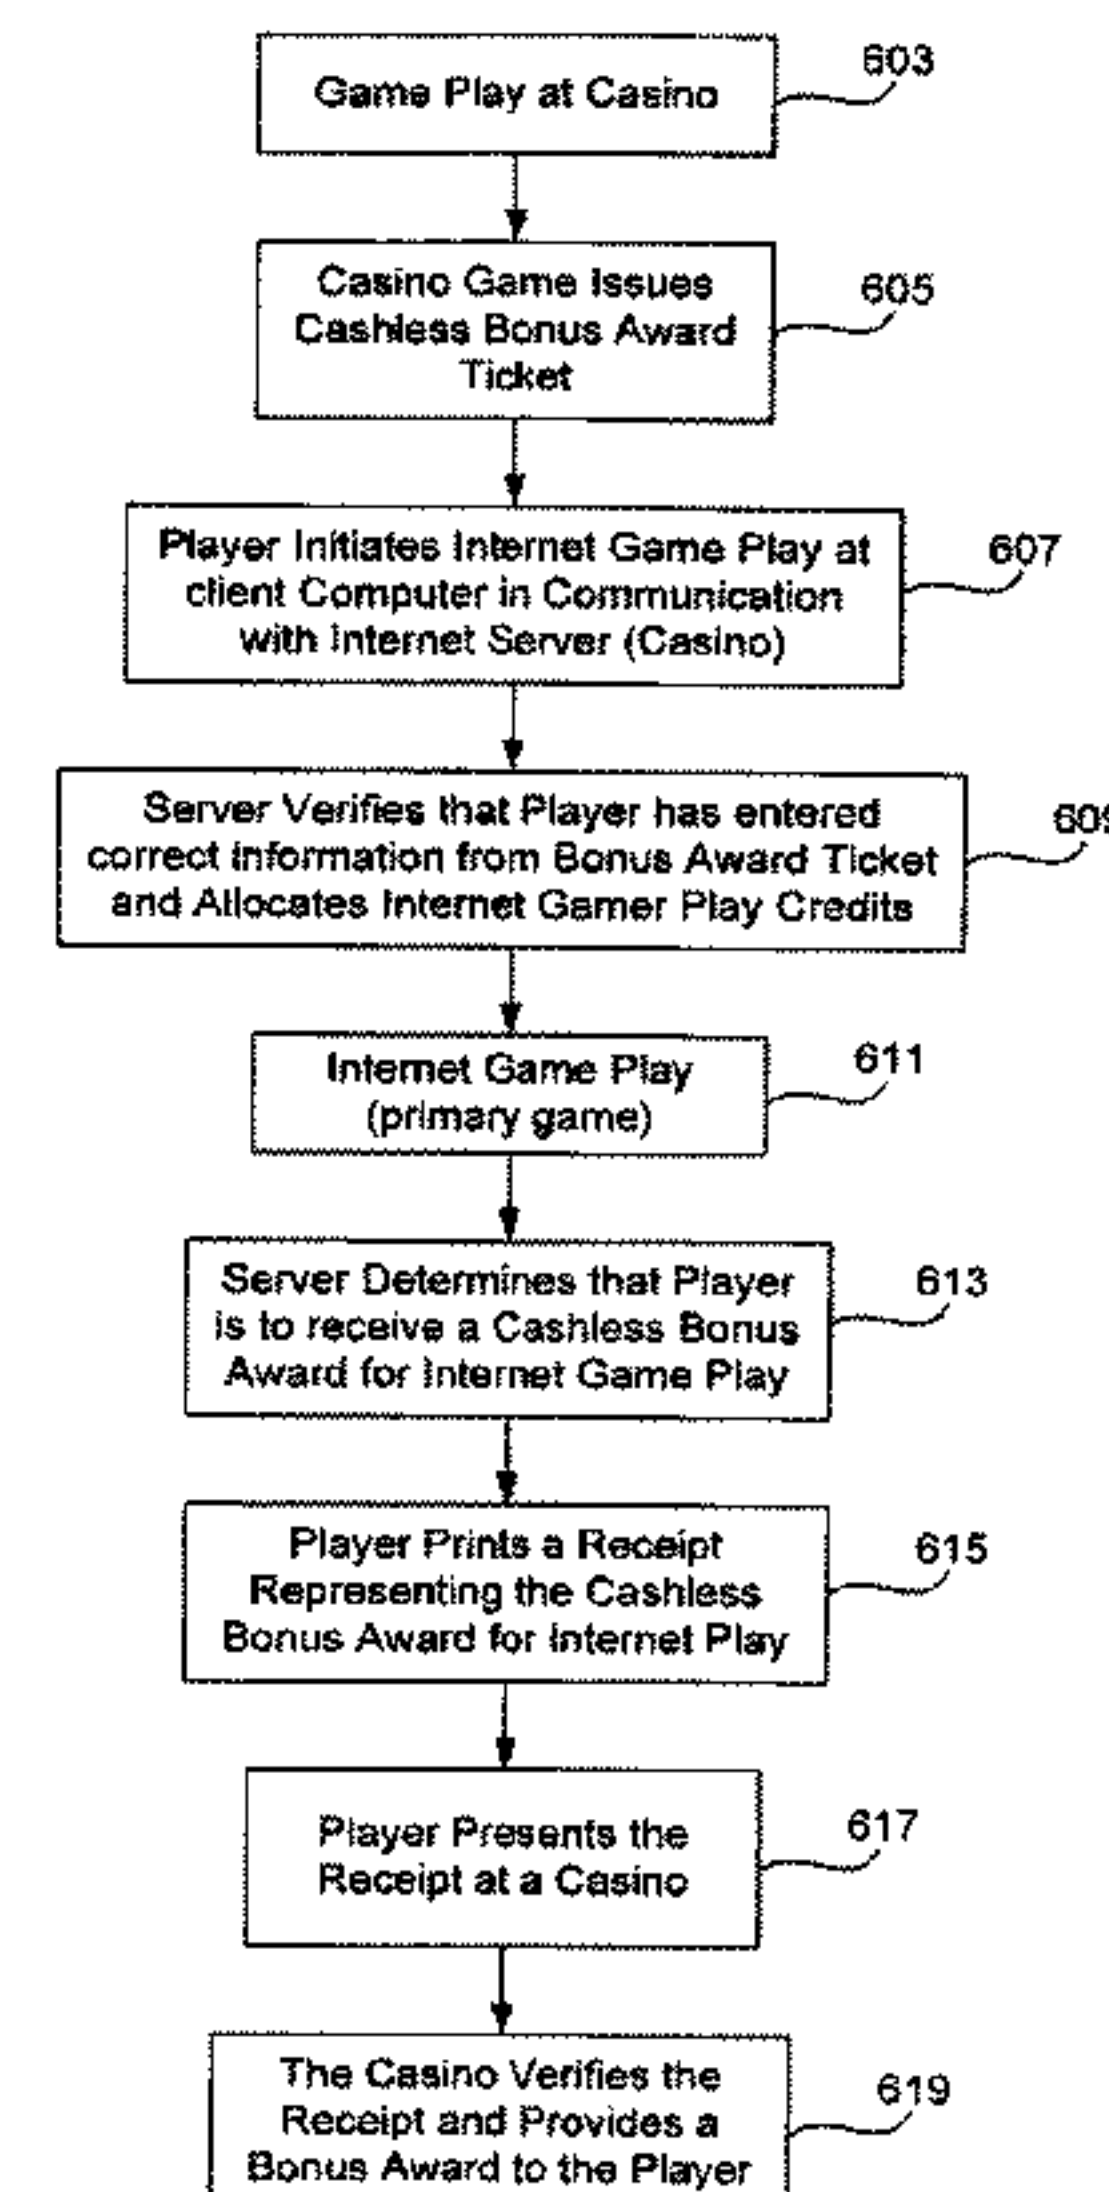 Game Play at Casino
603
Casino Game Issues
Cashless Bonus Award
Ticket
605
Player Initiates Internet Game Play at
client Computer in Communication
with Internet Server (Casino)
607
Server Verifies that Player has entered
correct information from Bonus Award Ticket
and Allocates Internet Gamer Play Credits
609
Internet Game Play
(primary game)
611
Server Determines that Player
is to receive a Cashless Bonus
Award for Internet Game Play
613
Player Prints a Receipt
Representing the Cashless
Bonus Award for Internet Play
615
Player Presents the
Receipt at a Casino
617
The Casino Verifies the
Receipt and Provides a
Bonus Award to the Player
619